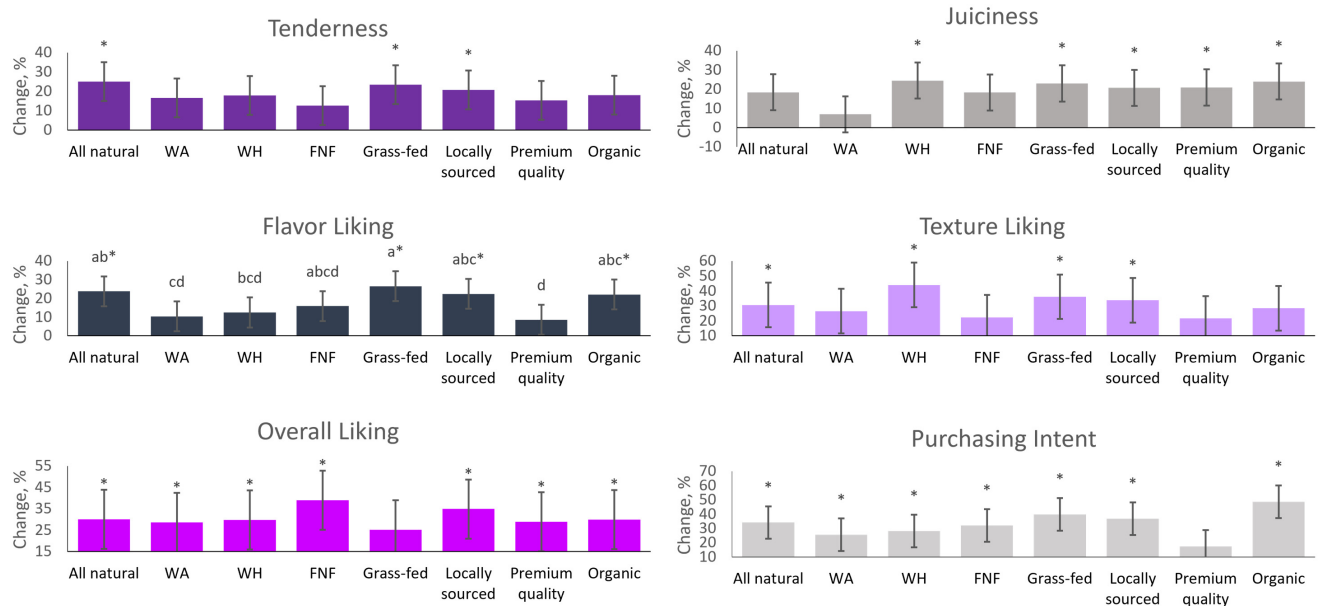 Tenderness
* * *
Change, %
40
30
20
10
0
All natural WA WH FNF Grass-fed Locally sourced Premium quality Organic
Juiciness
* * * * *
Change, %
40
30
20
10
0
-10
All natural WA WH FNF Grass-fed Locally sourced Premium quality Organic
Flavor Liking
ab* cd bcd abcd a* abc* d abc*
Change, %
40
30
20
10
0
All natural WA WH FNF Grass-fed Locally sourced Premium quality Organic
Texture Liking
* * * *
Change, %
60
50
40
30
20
10
All natural WA WH FNF Grass-fed Locally sourced Premium quality Organic
Overall Liking
* * * * * * *
Change, %
55
45
35
25
15
All natural WA WH FNF Grass-fed Locally sourced Premium quality Organic
Purchasing Intent
* * * * * * *
Change, %
70
60
50
40
30
20
10
All natural WA WH FNF Grass-fed Locally sourced Premium quality Organic